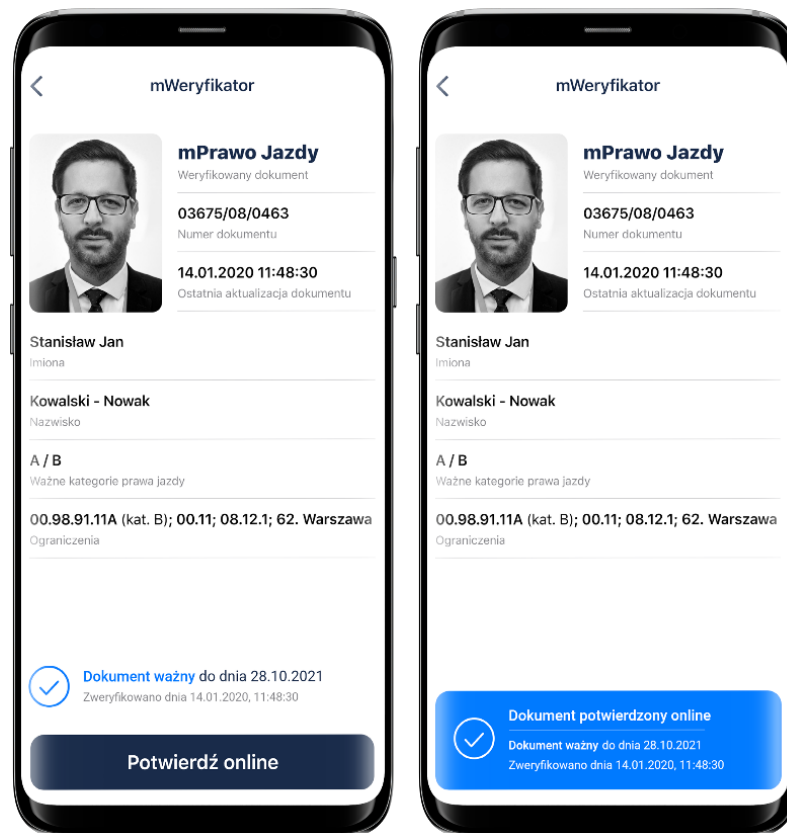 mWeryfikator
mPrawo Jazdy
Weryfikowany dokument
03675/08/0463
Numer dokumentu
14.01.2020 11:48:30
Ostatnia aktualizacja dokumentu
Stanisław Jan
Imiona
Kowalski - Nowak
Nazwisko
A / B
Ważne kategorie prawa jazdy
00.98.91.11A (kat. B); 00.11; 08.12.1; 62. Warszawa
Ograniczenia
Dokument ważny do dnia 28.10.2021
Zweryfikowano dnia 14.01.2020, 11:48:30
Potwierdź online
mWeryfikator
mPrawo Jazdy
Weryfikowany dokument
03675/08/0463
Numer dokumentu
14.01.2020 11:48:30
Ostatnia aktualizacja dokumentu
Stanisław Jan
Imiona
Kowalski - Nowak
Nazwisko
A / B
Ważne kategorie prawa jazdy
00.98.91.11A (kat. B); 00.11; 08.12.1; 62. Warszawa
Ograniczenia
Dokument potwierdzony online
Dokument ważny do dnia 28.10.2021
Zweryfikowano dnia 14.01.2020, 11:48:30